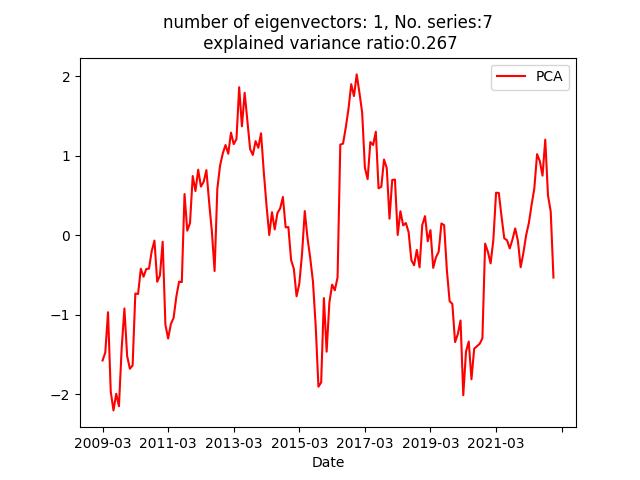 number of eigenvectors: 1, No. series:7
explained variance ratio:0.267
PCA
2
1
0
−1
−2
2009-03 2011-03 2013-03 2015-03 2017-03 2019-03 2021-03
Date